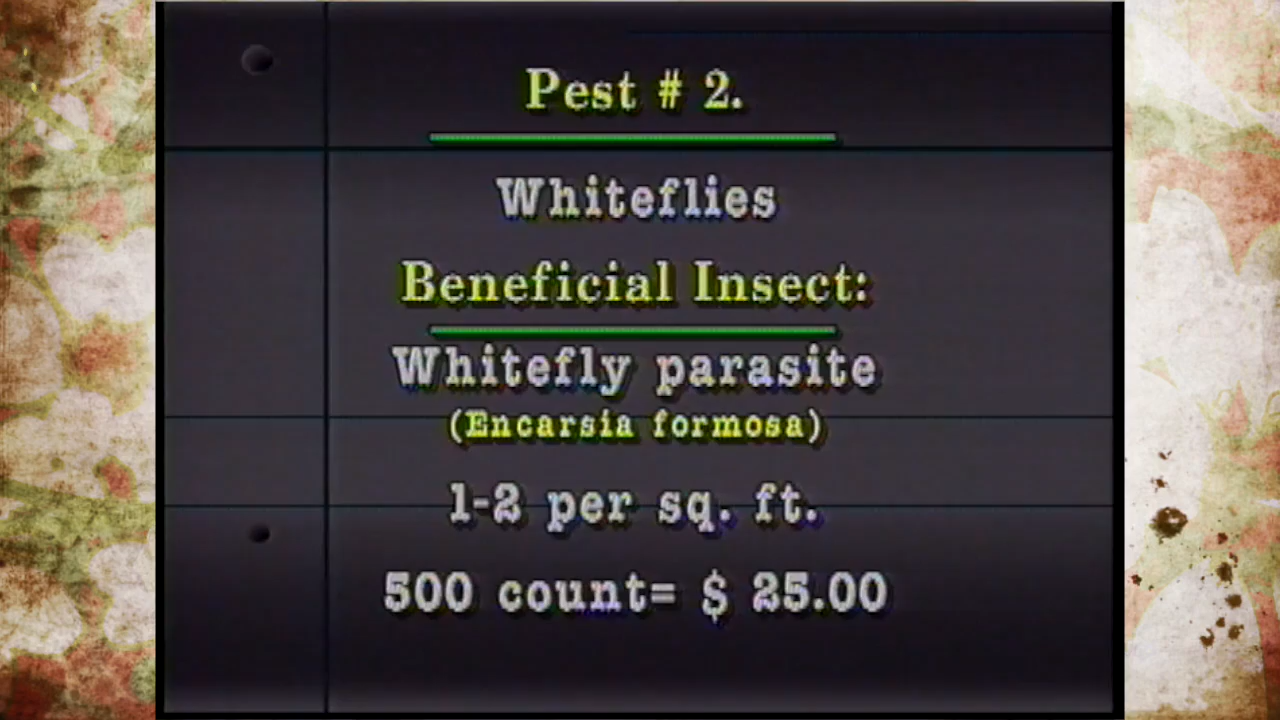 Pest # 2.
Whiteflies
Beneficial Insect:
Whitefly parasite
(Encarsia formosa)
1-2 per sq. ft.
500 count= $ 25.00